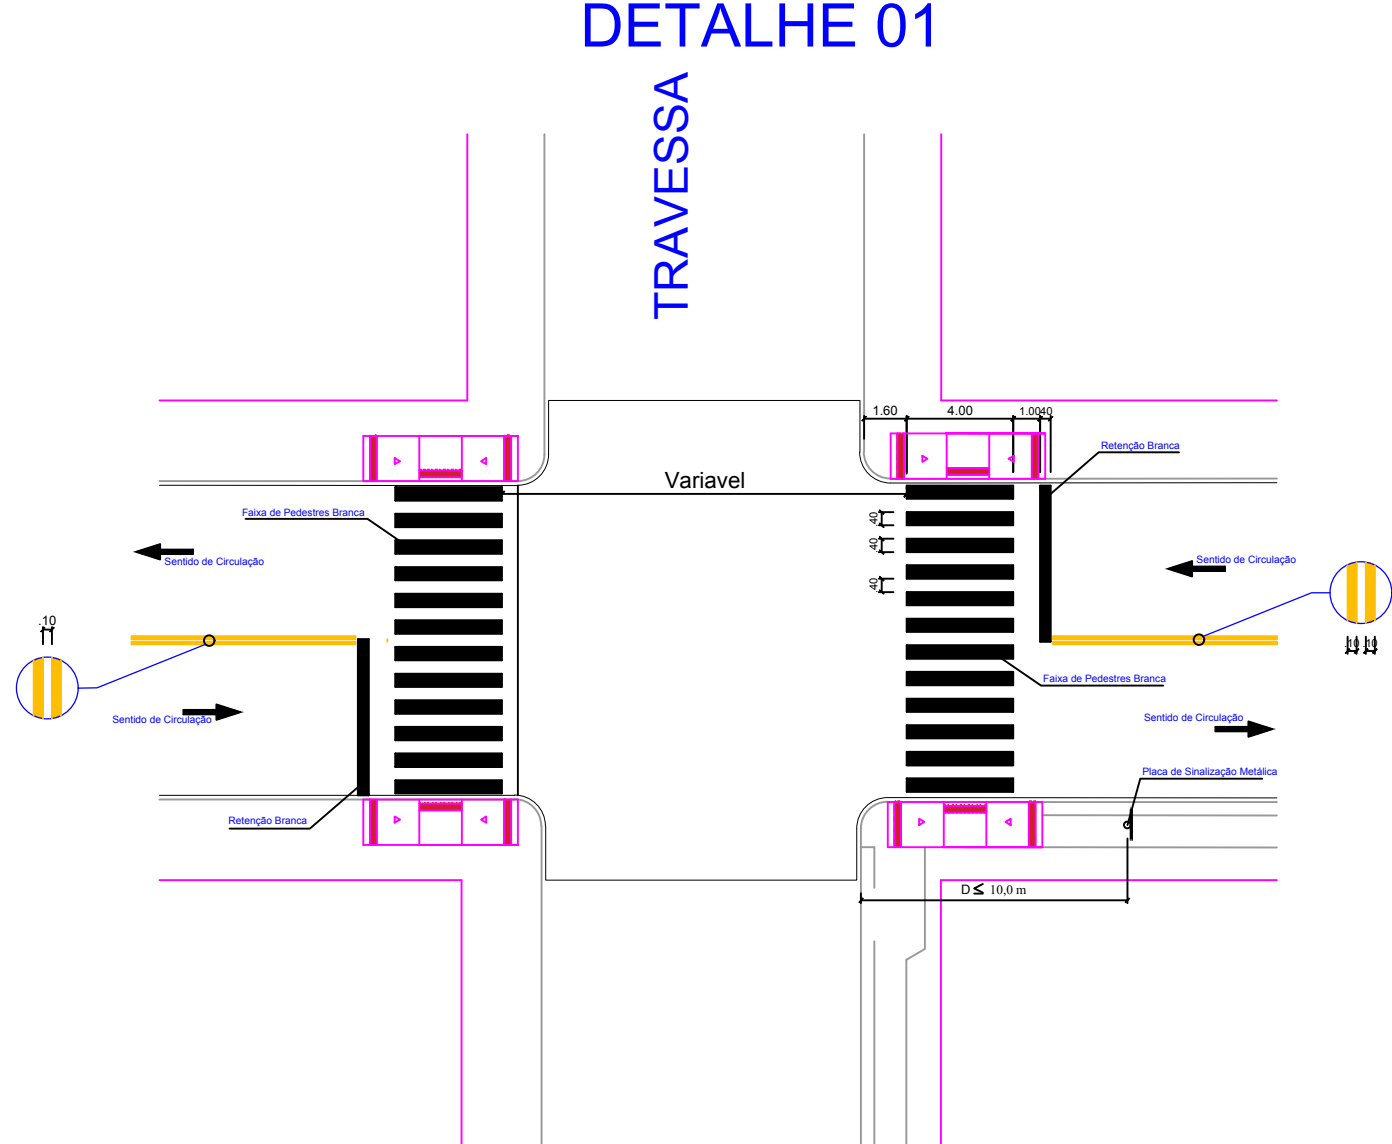 DETALHE 01
TRAVESSA
1.60
4.00
1.00
.40
Retenção Branca
Variavel
Faixa de Pedestres Branca
.40
.40
.40
Sentido de Circulação
Sentido de Circulação
.10
.10
.10
Faixa de Pedestres Branca
Sentido de Circulação
Sentido de Circulação
Placa de Sinalização Metálica
Retenção Branca
D ≤ 10,0 m